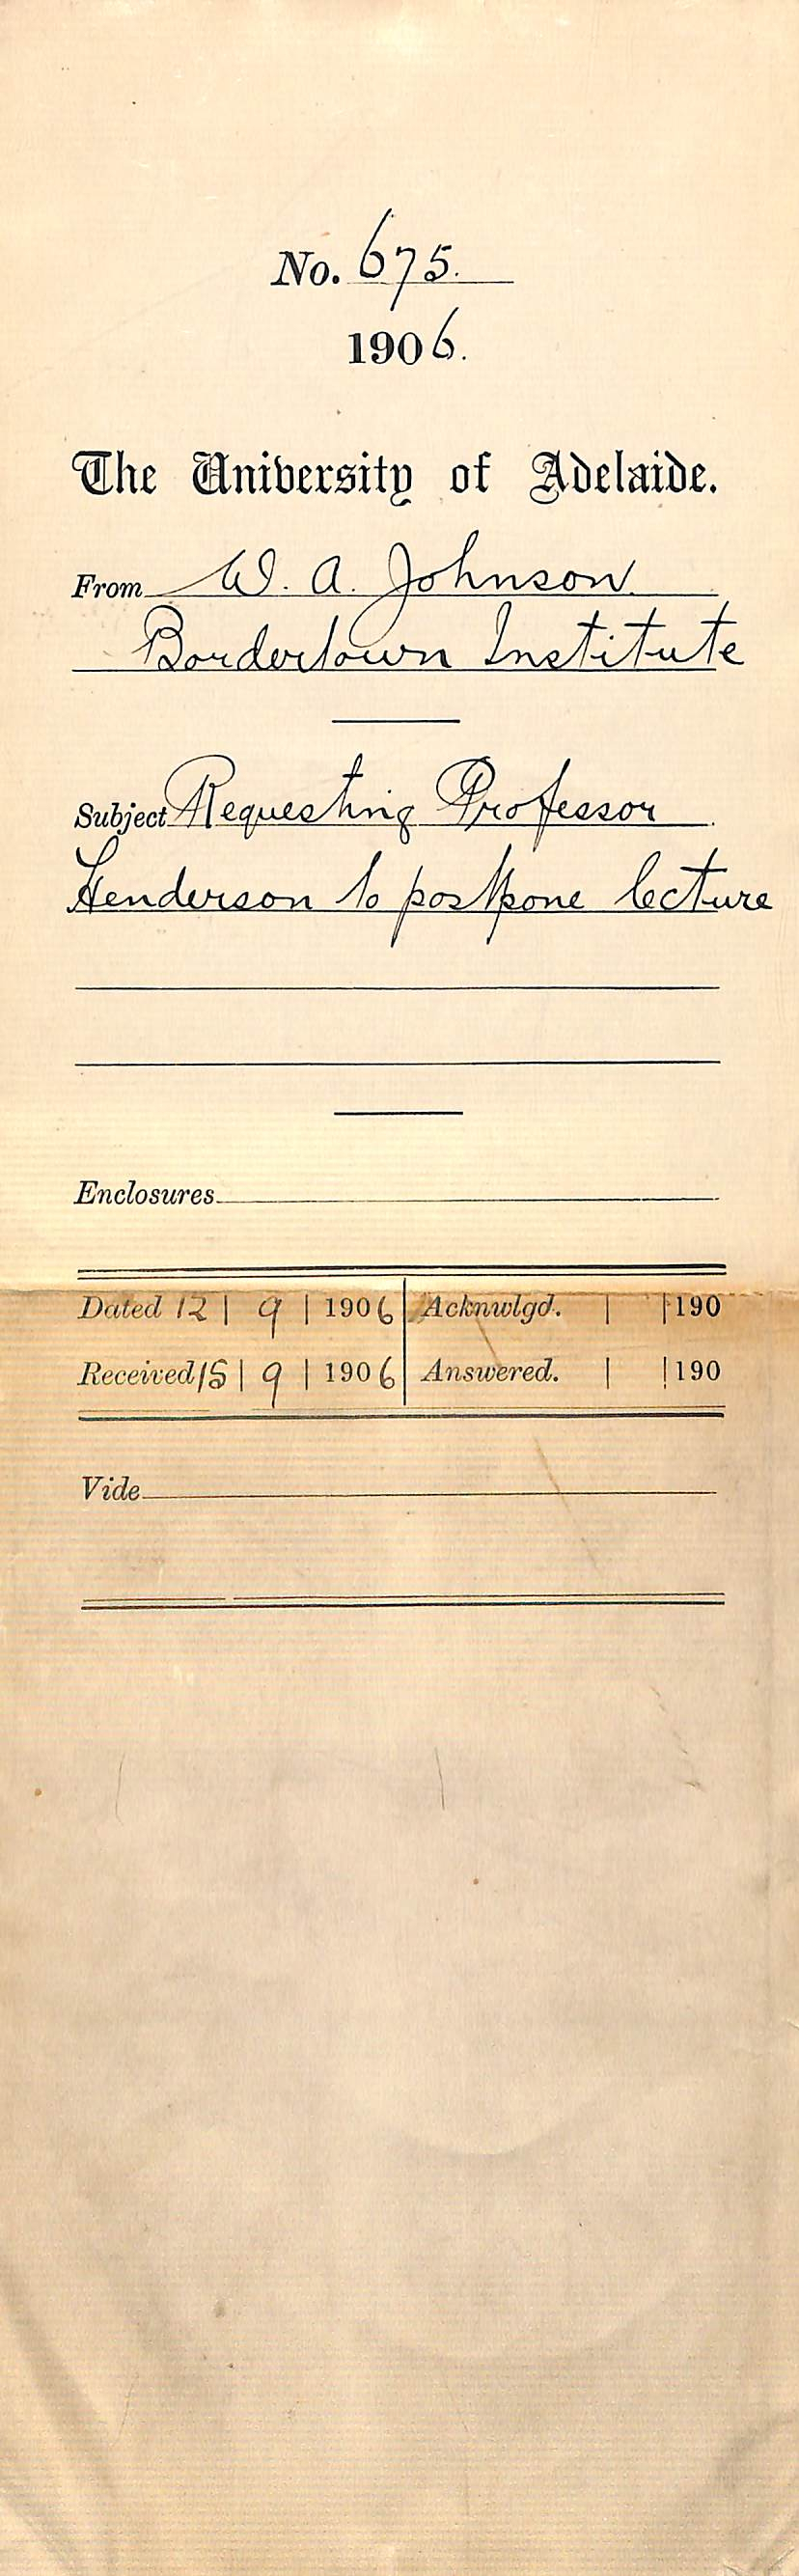 No. 675.
1906.
The University of Adelaide.
From W. A. Johnson
Bordertown Institute
Subject Requesting Professor
Henderson to postpone lecture
Enclosures
Dated 12 | 9 | 1906 Acknwlgd. | | 190
Received 15 | 9 | 1906 Answered. | | 190
Vide